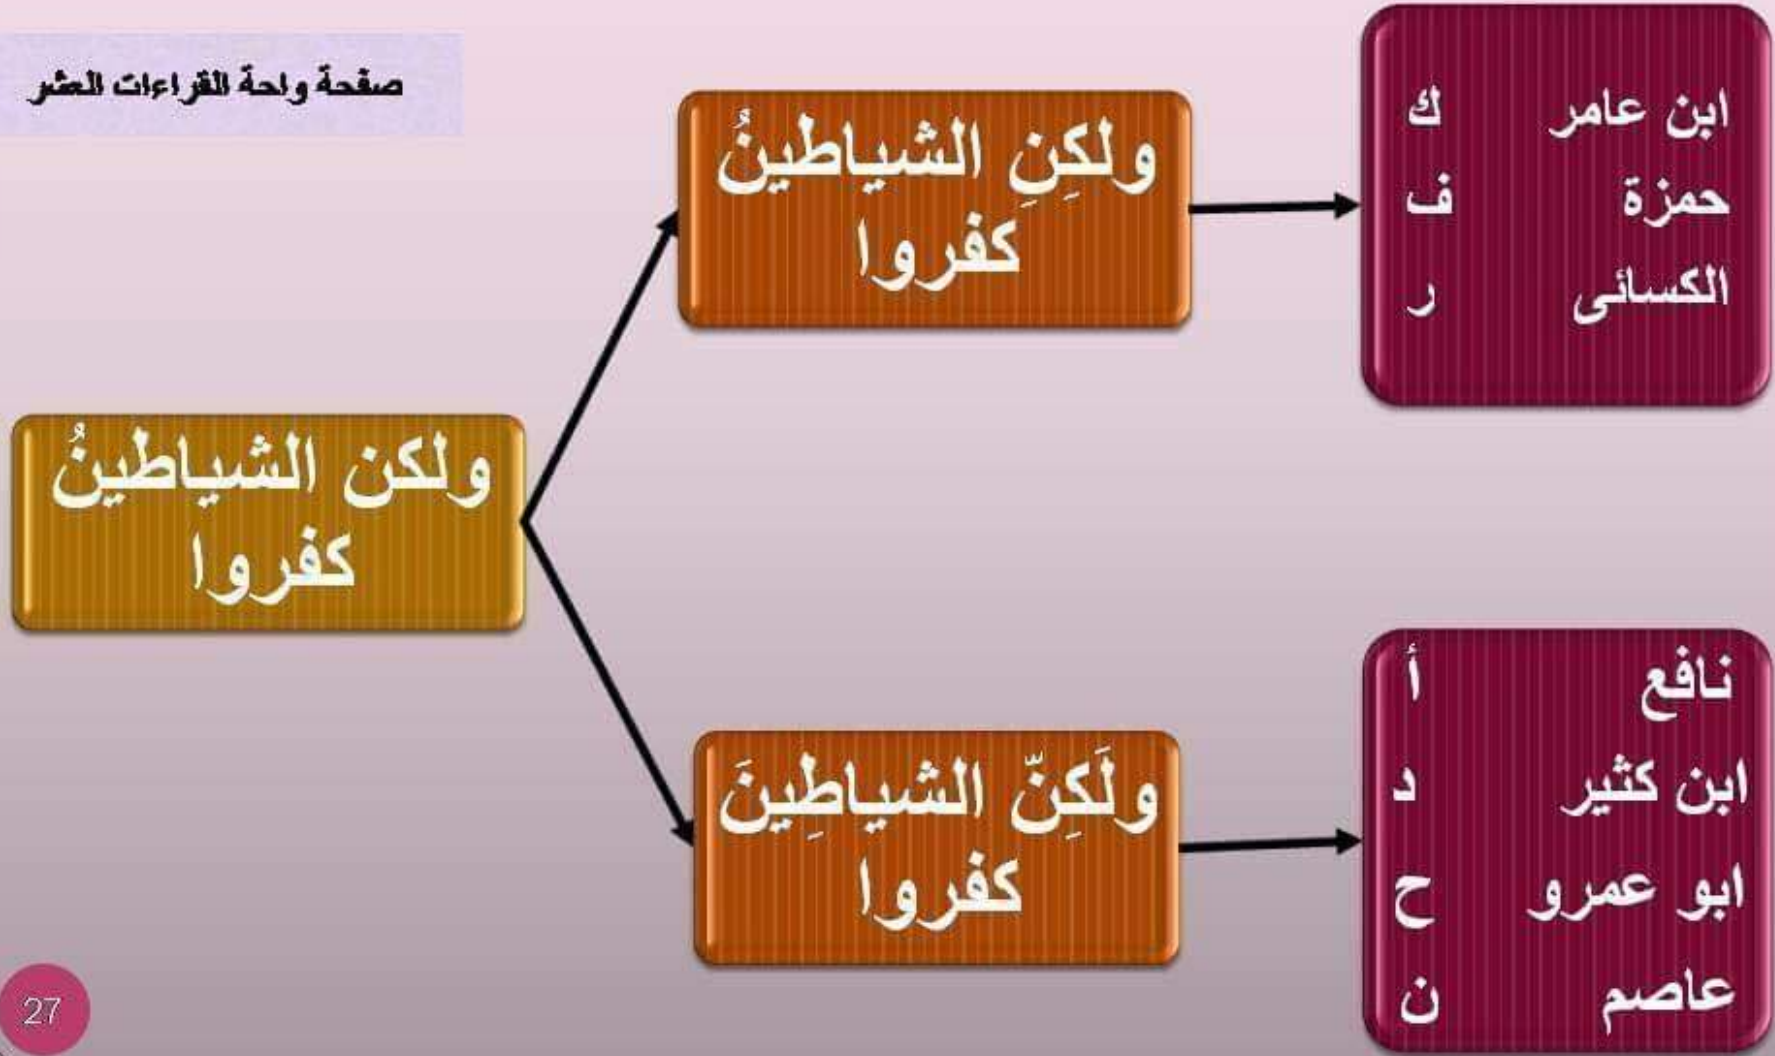 صفحة واحة القراءات العشر
ولكن الشياطينُ
كفروا
ولكِنِ الشياطينُ
كفروا
ابن عامر ك
حمزة ف
الكسائى ر
ولَكِنّ الشياطِينَ
كفروا
نافع أ
ابن كثير د
ابو عمرو ح
عاصم ن
27